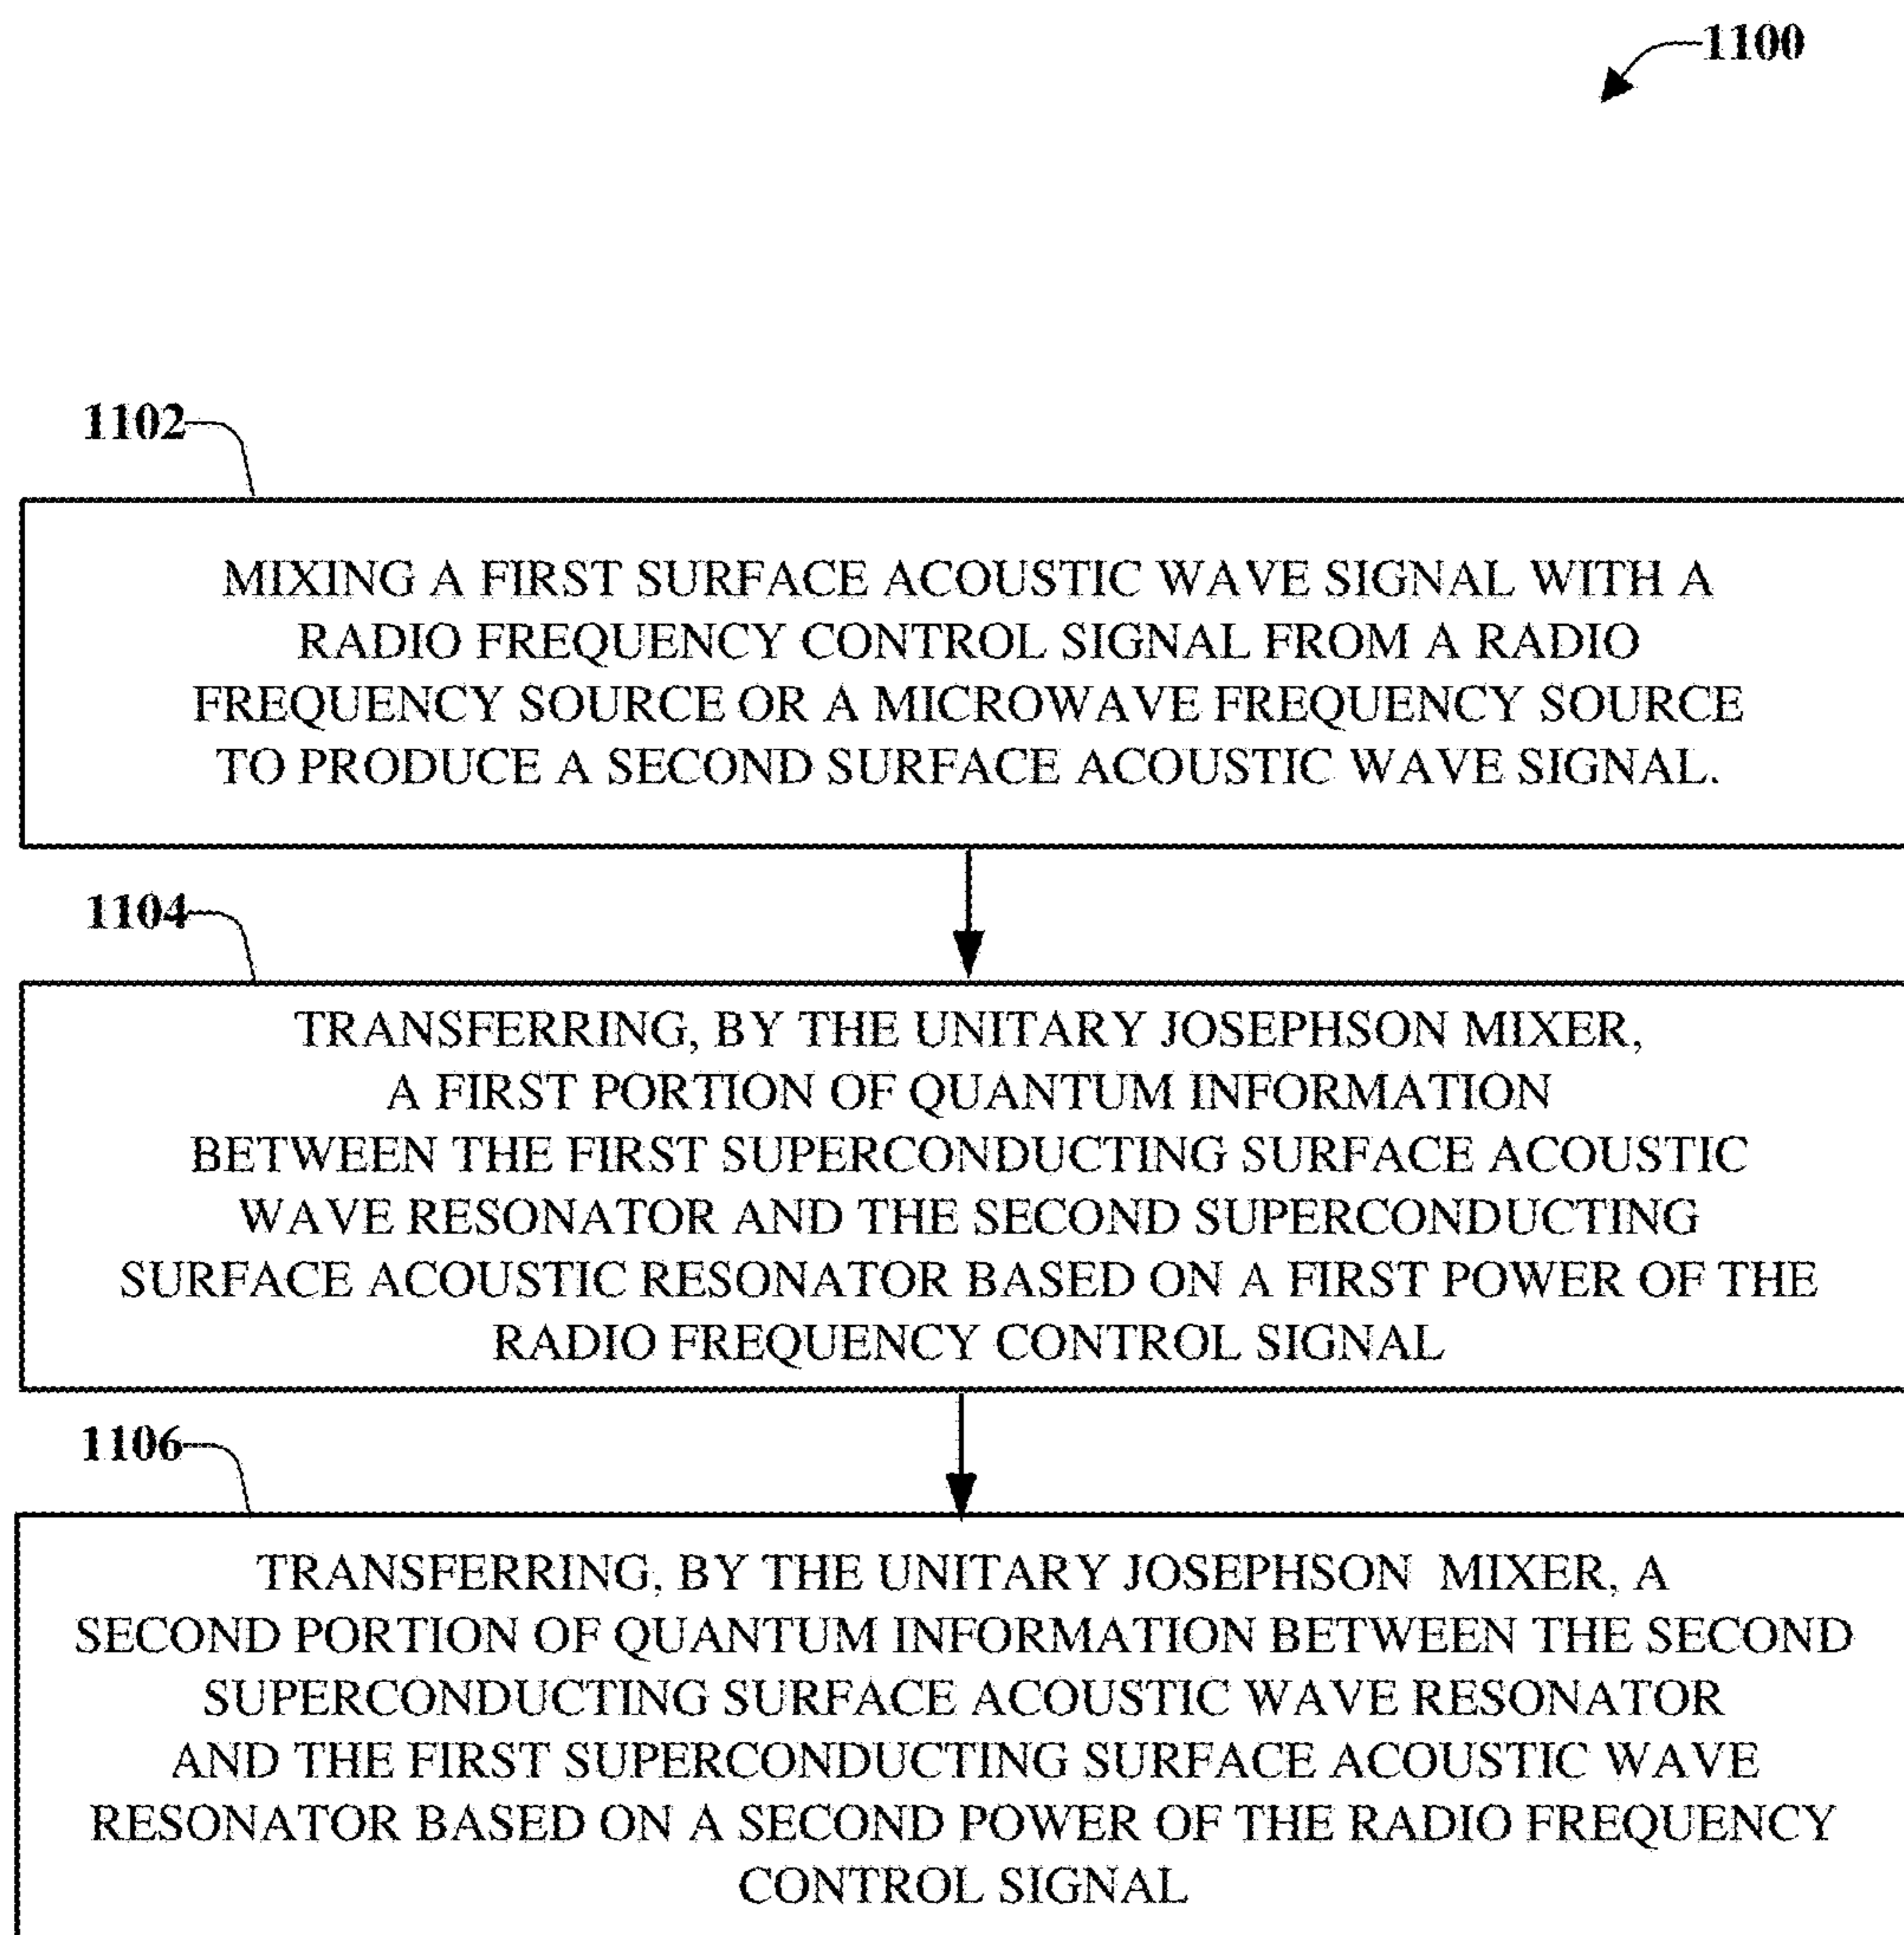 1100
1102
MIXING A FIRST SURFACE ACOUSTIC WAVE SIGNAL WITH A
RADIO FREQUENCY CONTROL SIGNAL FROM A RADIO
FREQUENCY SOURCE OR A MICROWAVE FREQUENCY SOURCE
TO PRODUCE A SECOND SURFACE ACOUSTIC WAVE SIGNAL.
1104
TRANSFERRING, BY THE UNITARY JOSEPHSON MIXER,
A FIRST PORTION OF QUANTUM INFORMATION
BETWEEN THE FIRST SUPERCONDUCTING SURFACE ACOUSTIC
WAVE RESONATOR AND THE SECOND SUPERCONDUCTING
SURFACE ACOUSTIC RESONATOR BASED ON A FIRST POWER OF THE
RADIO FREQUENCY CONTROL SIGNAL
1106
TRANSFERRING, BY THE UNITARY JOSEPHSON MIXER, A
SECOND PORTION OF QUANTUM INFORMATION BETWEEN THE SECOND
SUPERCONDUCTING SURFACE ACOUSTIC WAVE RESONATOR
AND THE FIRST SUPERCONDUCTING SURFACE ACOUSTIC WAVE
RESONATOR BASED ON A SECOND POWER OF THE RADIO FREQUENCY
CONTROL SIGNAL